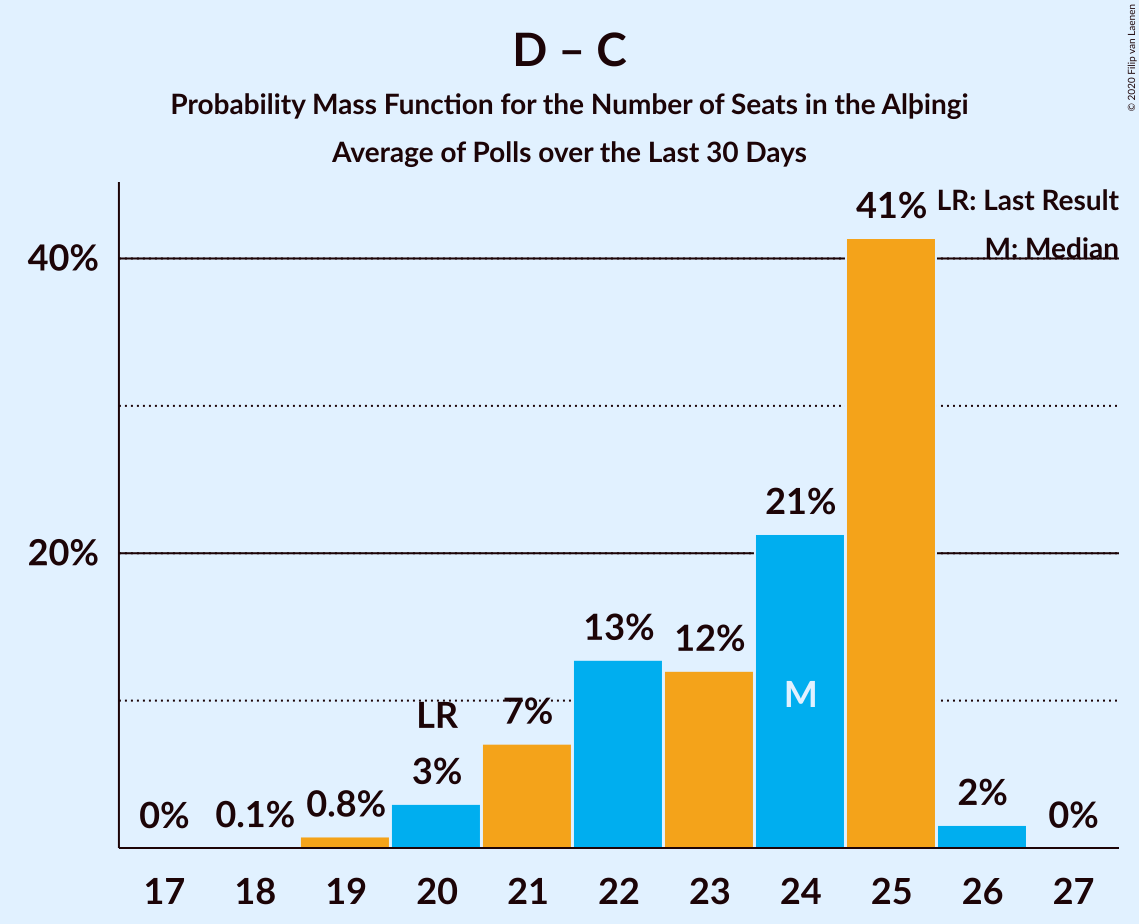 D – C
Probability Mass Function for the Number of Seats in the Alþingi
Average of Polls over the Last 30 Days
© 2020 Filip van Laenen
LR: Last Result
M: Median
40%
20%
0%
0.1%
0.8%
LR
3%
7%
13%
12%
21%
M
41%
2%
0%
17 18 19 20 21 22 23 24 25 26 27